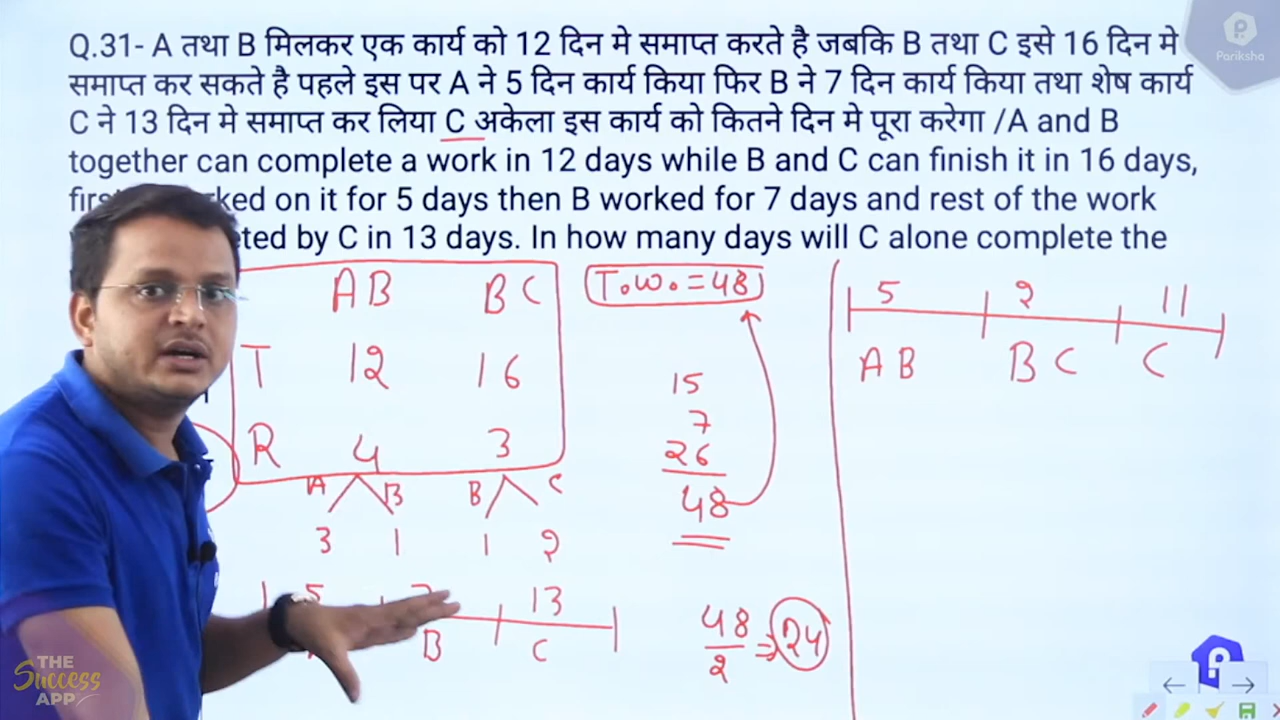 Q.31- A तथा B मिलकर एक कार्य को 12 दिन मे समाप्त करते है जबकि B तथा C इसे 16 दिन मे
समाप्त कर सकते है पहले इस पर A ने 5 दिन कार्य किया फिर B ने 7 दिन कार्य किया तथा शेष कार्य
C ने 13 दिन मे समाप्त कर लिया C अकेला इस कार्य को कितने दिन मे पूरा करेगा /A and B
together can complete a work in 12 days while B and C can finish it in 16 days,
on it for 5 days then B worked for 7 days and rest of the work
by C in 13 days. In how many days will C alone complete the
Pariksha
AB BC
T 12 16
R 4 3
A B B C
3 1 1 2
5 13
B C
T.W. = 48
15
7
26
48
48/2 ⇒ 24
5 2 11
AB BC C
THE
Success
APP